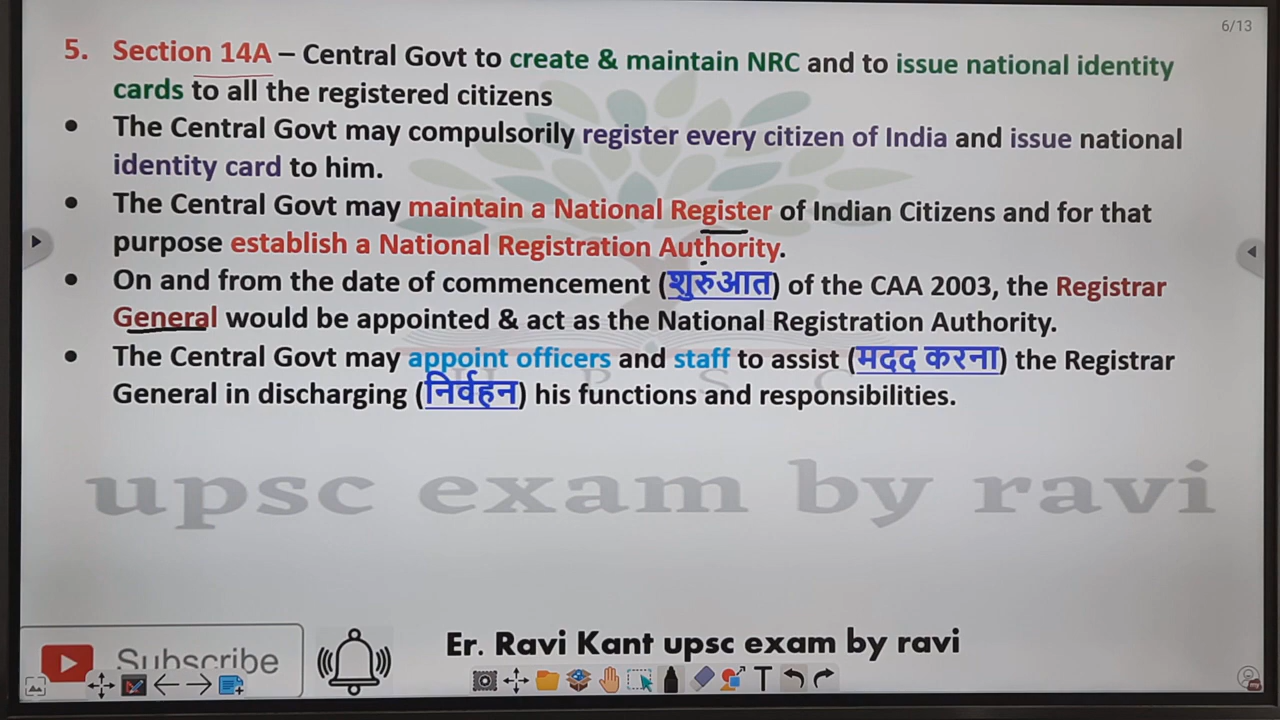 6/13
5. Section 14A – Central Govt to create & maintain NRC and to issue national identity
cards to all the registered citizens
• The Central Govt may compulsorily register every citizen of India and issue national
identity card to him.
• The Central Govt may maintain a National Register of Indian Citizens and for that
purpose establish a National Registration Authority.
• On and from the date of commencement (शुरुआत) of the CAA 2003, the Registrar
General would be appointed & act as the National Registration Authority.
• The Central Govt may appoint officers and staff to assist (मदद करना) the Registrar
General in discharging (निर्वहन) his functions and responsibilities.
U P S C
upsc exam by ravi
Er. Ravi Kant upsc exam by ravi
Subscribe